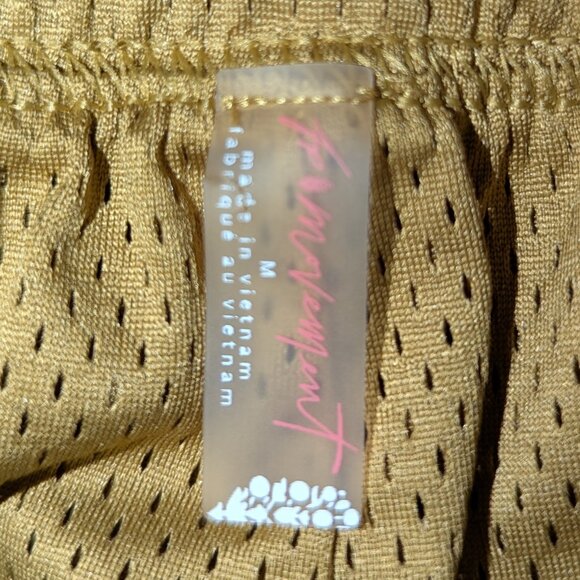 fpmovement
M
made in vietnam
fabriqué au vietnam